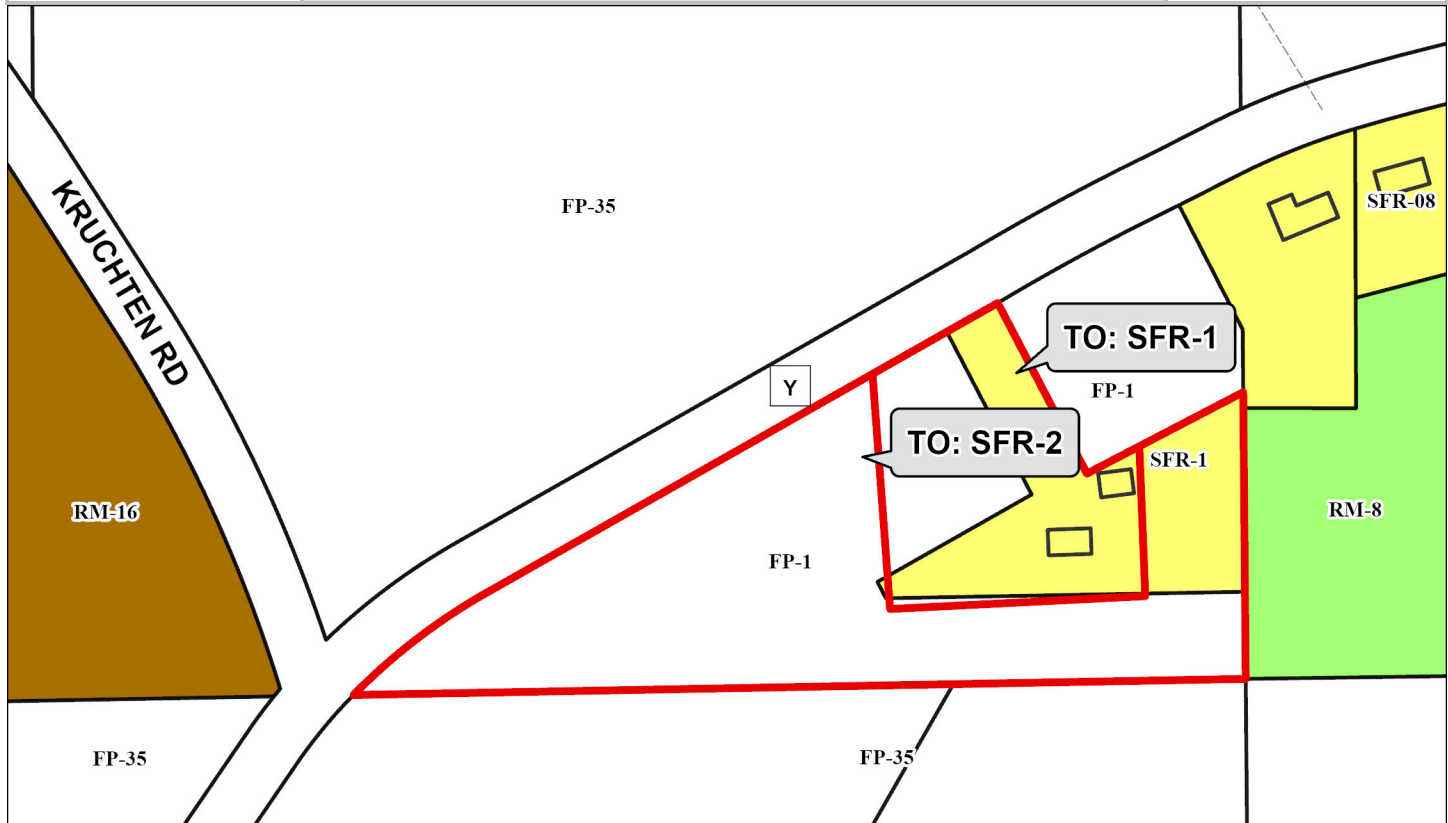 KRUCHTEN RD
FP-35
SFR-08
TO: SFR-1
Y
FP-1
TO: SFR-2
SFR-1
RM-16
RM-8
FP-1
FP-35
FP-35